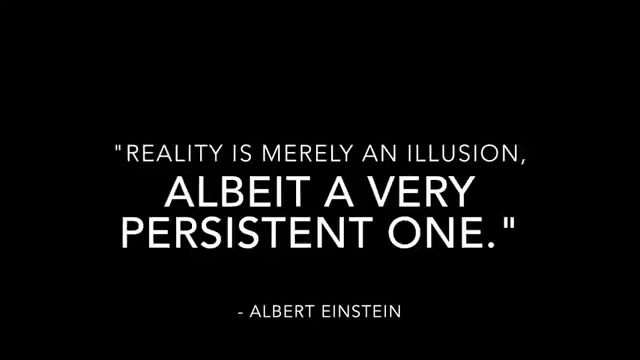 "REALITY IS MERELY AN ILLUSION,
ALBEIT A VERY
PERSISTENT ONE."
- ALBERT EINSTEIN